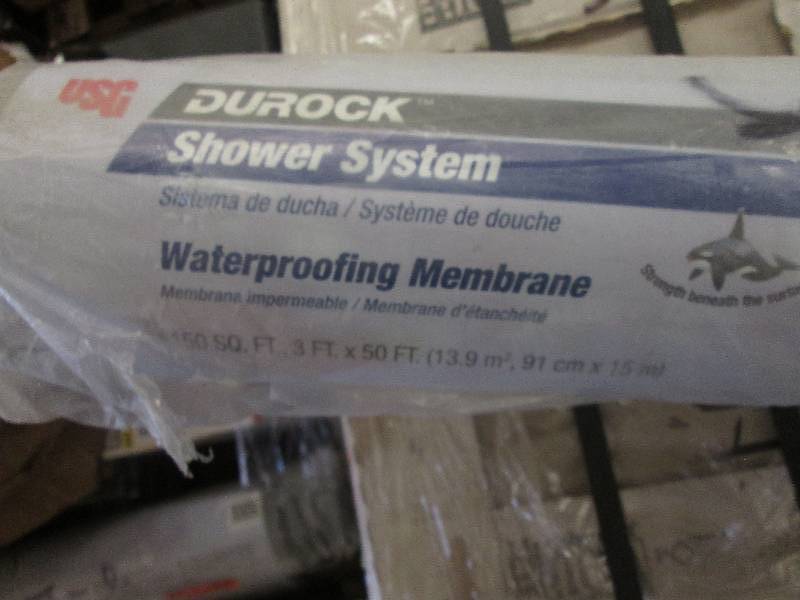 USG
DUROCK™
Shower System
Sistema de ducha / Système de douche
Waterproofing Membrane
Membrane impermeable / Membrane d'étanchéité
Strength beneath the surface
150 SQ. FT. 3 FT. x 50 FT. (13.9 m², 91 cm x 15 m)